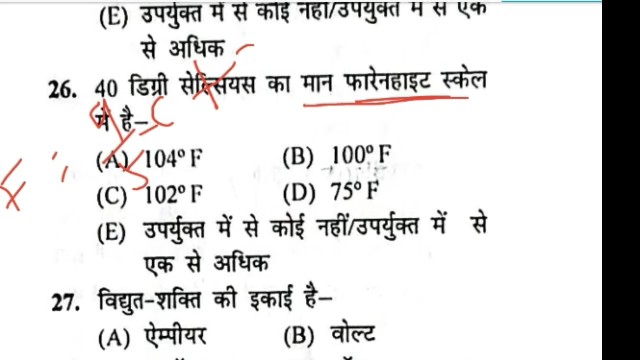 (E) उपर्युक्त में से कोई नहीं/उपर्युक्त में से एक
से अधिक
26. 40 डिग्री सेल्सियस का मान फारेनहाइट स्केल
में है–
(A) 104° F (B) 100° F
(C) 102° F (D) 75° F
(E) उपर्युक्त में से कोई नहीं/उपर्युक्त में से
एक से अधिक
27. विद्युत-शक्ति की इकाई है–
(A) ऐम्पीयर (B) वोल्ट